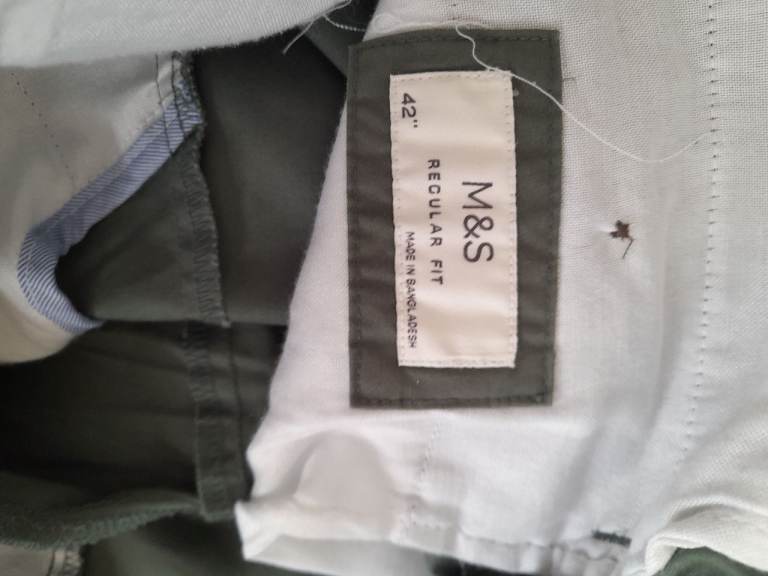 M&S
REGULAR FIT
42"
MADE IN BANGLADESH